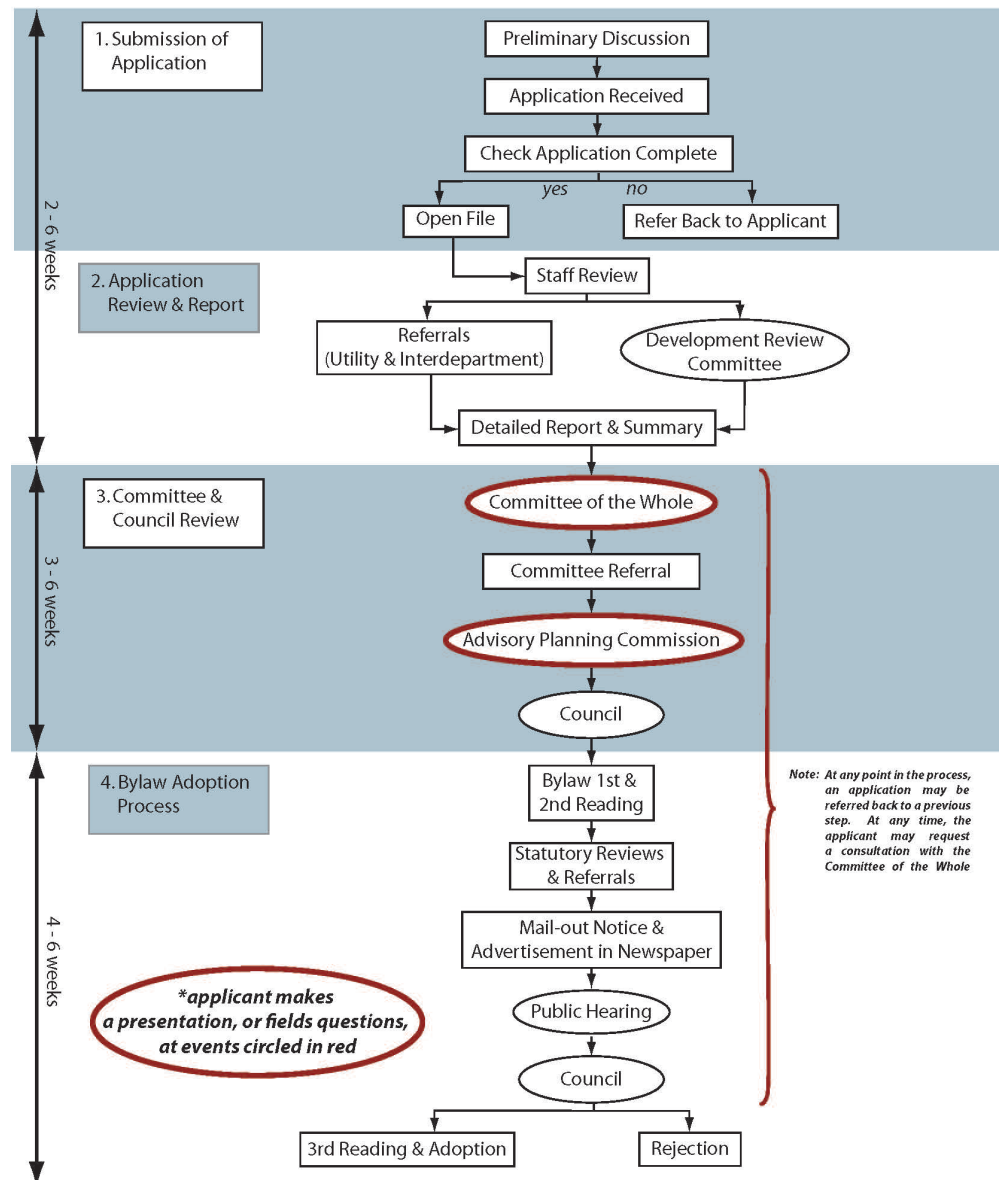 1. Submission of
Application
Preliminary Discussion
Application Received
Check Application Complete
yes no
Open File
Refer Back to Applicant
2 - 6 weeks
2. Application
Review & Report
Staff Review
Referrals
(Utility & Interdepartment)
Development Review
Committee
Detailed Report & Summary
3. Committee &
Council Review
3 - 6 weeks
Committee of the Whole
Committee Referral
Advisory Planning Commission
Council
4. Bylaw Adoption
Process
4 - 6 weeks
Bylaw 1st &
2nd Reading
Statutory Reviews
& Referrals
Mail-out Notice &
Advertisement in Newspaper
Public Hearing
Council
3rd Reading & Adoption
Rejection
Note: At any point in the process,
an application may be
referred back to a previous
step. At any time, the
applicant may request
a consultation with the
Committee of the Whole
*applicant makes
a presentation, or fields questions,
at events circled in red